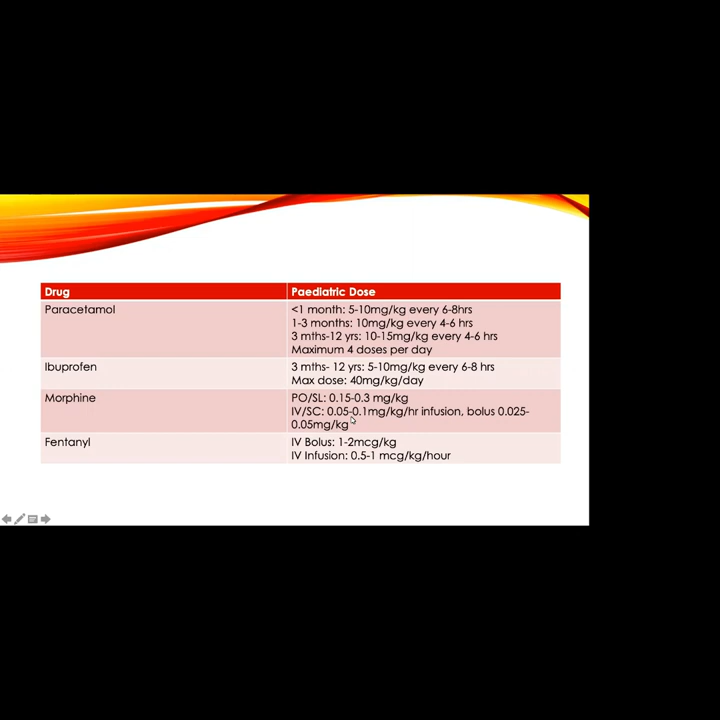 Drug
Paediatric Dose
Paracetamol
<1 month: 5-10mg/kg every 6-8hrs
1-3 months: 10mg/kg every 4-6 hrs
3 mths-12 yrs: 10-15mg/kg every 4-6 hrs
Maximum 4 doses per day
Ibuprofen
3 mths- 12 yrs: 5-10mg/kg every 6-8 hrs
Max dose: 40mg/kg/day
Morphine
PO/SL: 0.15-0.3 mg/kg
IV/SC: 0.05-0.1mg/kg/hr infusion, bolus 0.025-
0.05mg/kg
Fentanyl
IV Bolus: 1-2mcg/kg
IV Infusion: 0.5-1 mcg/kg/hour